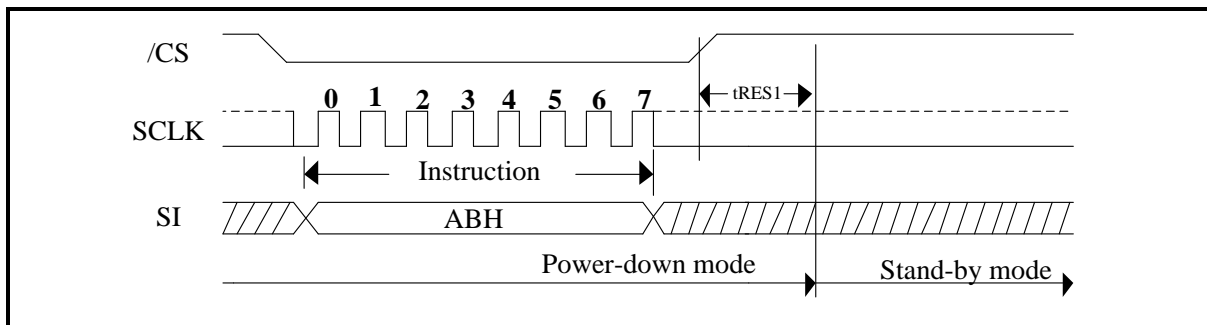 /CS
tRES1
0 1 2 3 4 5 6 7
SCLK
Instruction
SI
ABH
Power-down mode
Stand-by mode